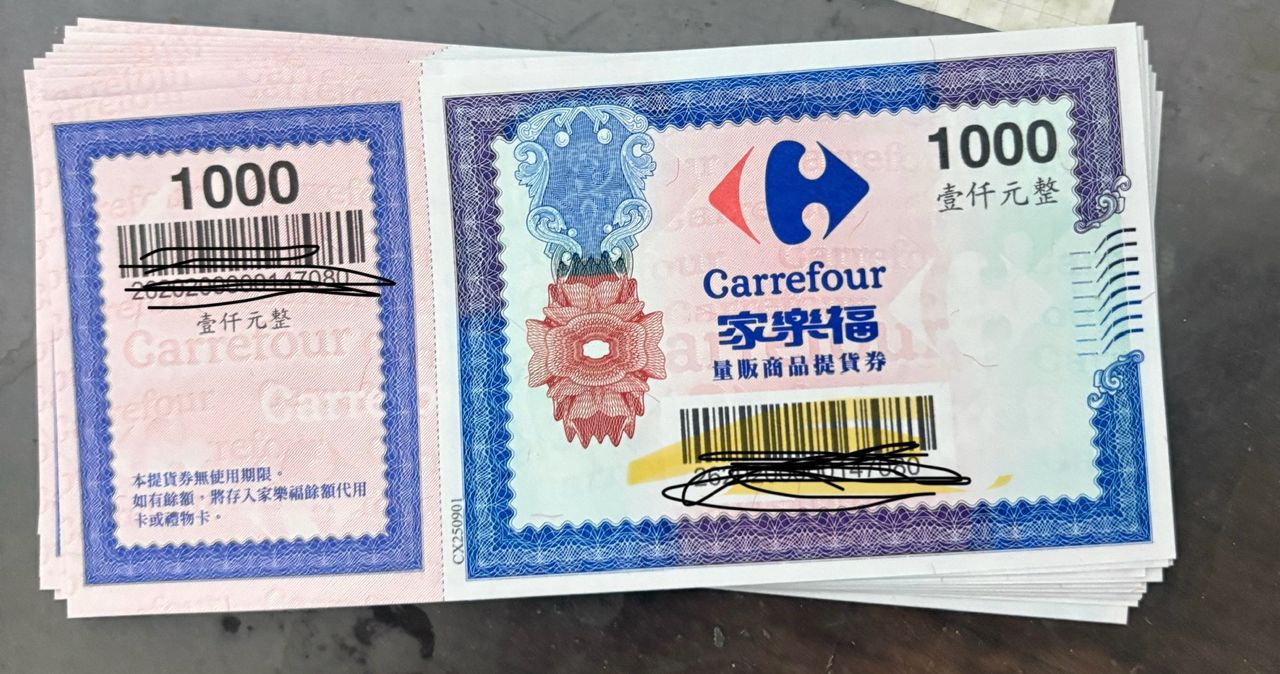 1000
壹仟元整
本提貨券無使用期限。
如有餘額，將存入家樂福餘額代用
卡或禮物卡。
CX250901
Carrefour
家樂福
量販商品提貨券
1000
壹仟元整